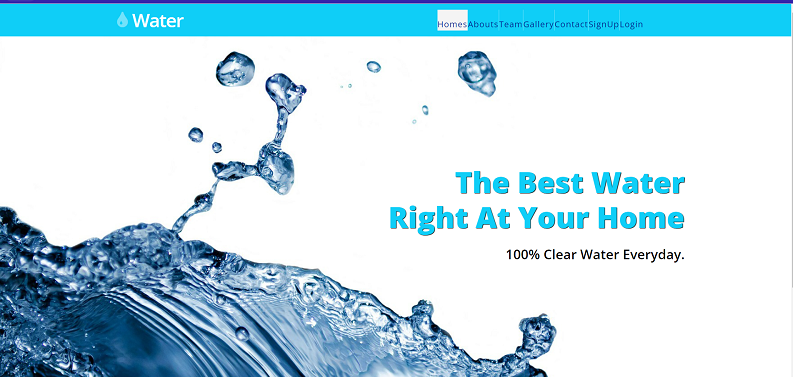 Water
Homes Abouts Team Gallery Contact SignUp Login
The Best Water
Right At Your Home
100% Clear Water Everyday.